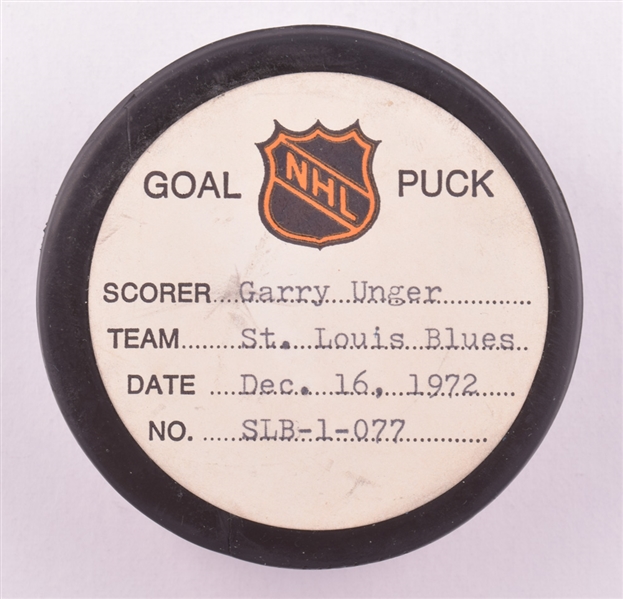 GOAL NHL PUCK
SCORER....Garry Unger..............
TEAM........St. Louis Blues..
DATE ....Dec. 16, 1972......
NO. .....SLB-1-077............